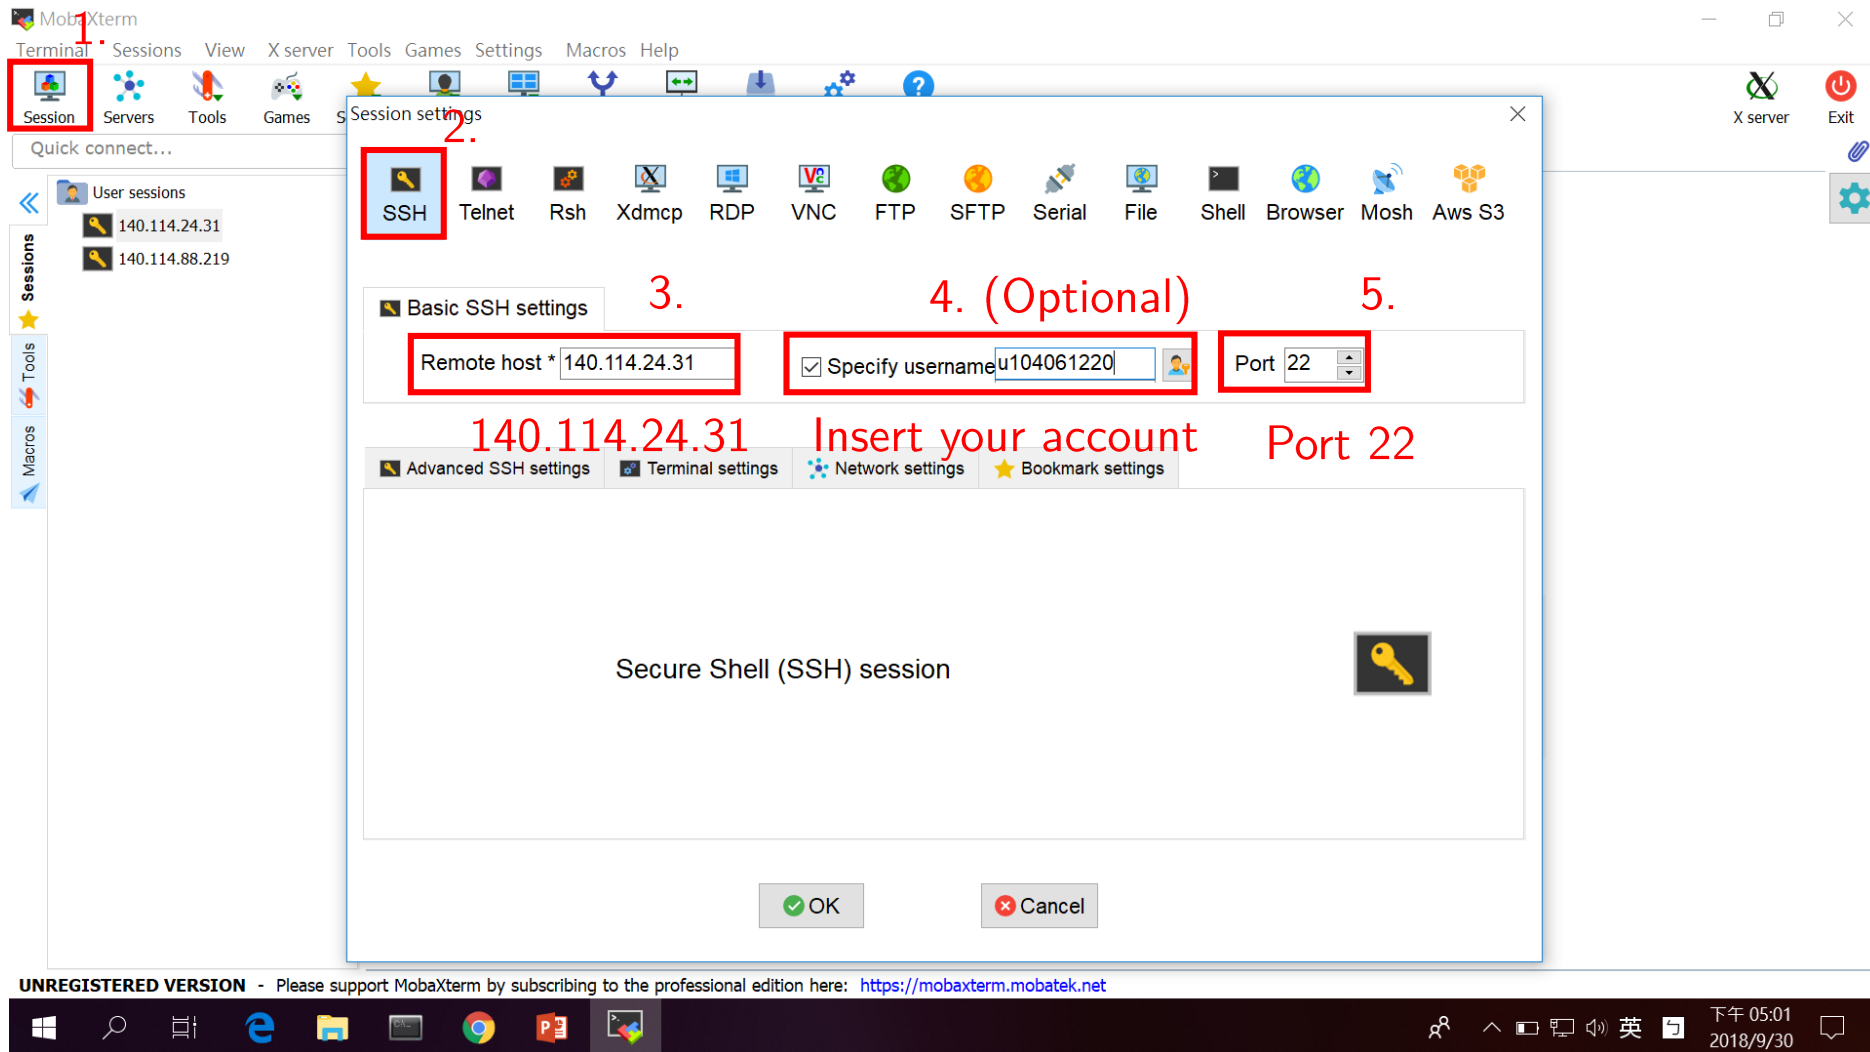 MobaXterm
1.
Terminal Sessions View X server Tools Games Settings Macros Help
Session Servers Tools Games S X server Exit
Quick connect...
Session settings
2.
SSH Telnet Rsh Xdmcp RDP VNC FTP SFTP Serial File Shell Browser Mosh Aws S3
User sessions
140.114.24.31
140.114.88.219
Sessions
Tools
Macros
3. 4. (Optional) 5.
Basic SSH settings
Remote host * 140.114.24.31 Specify username u104061220 Port 22
140.114.24.31 Insert your account Port 22
Advanced SSH settings Terminal settings Network settings Bookmark settings
Secure Shell (SSH) session
OK Cancel
UNREGISTERED VERSION - Please support MobaXterm by subscribing to the professional edition here: https://mobaxterm.mobatek.net
英 ㄅ 下午 05:01
2018/9/30